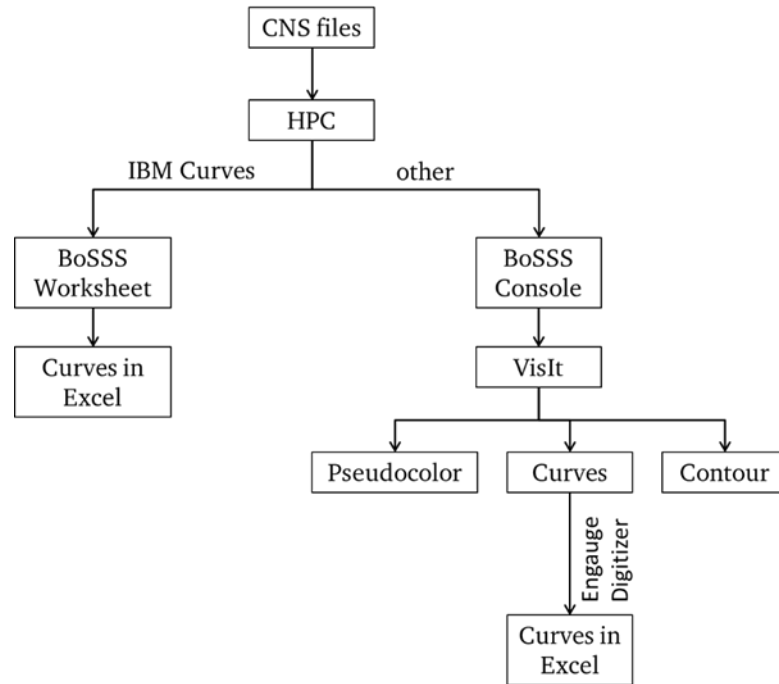 CNS files
HPC
IBM Curves
other
BoSSS
Worksheet
BoSSS
Console
Curves in
Excel
VisIt
Pseudocolor
Curves
Contour
Engauge
Digitizer
Curves in
Excel